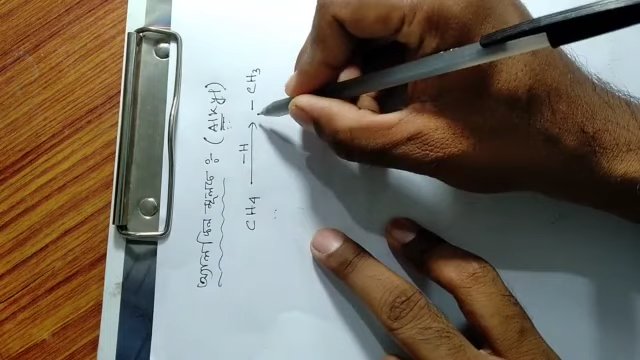 অ্যালকিল মূলক :- (Alkyl)
CH4 —-H→ - CH3